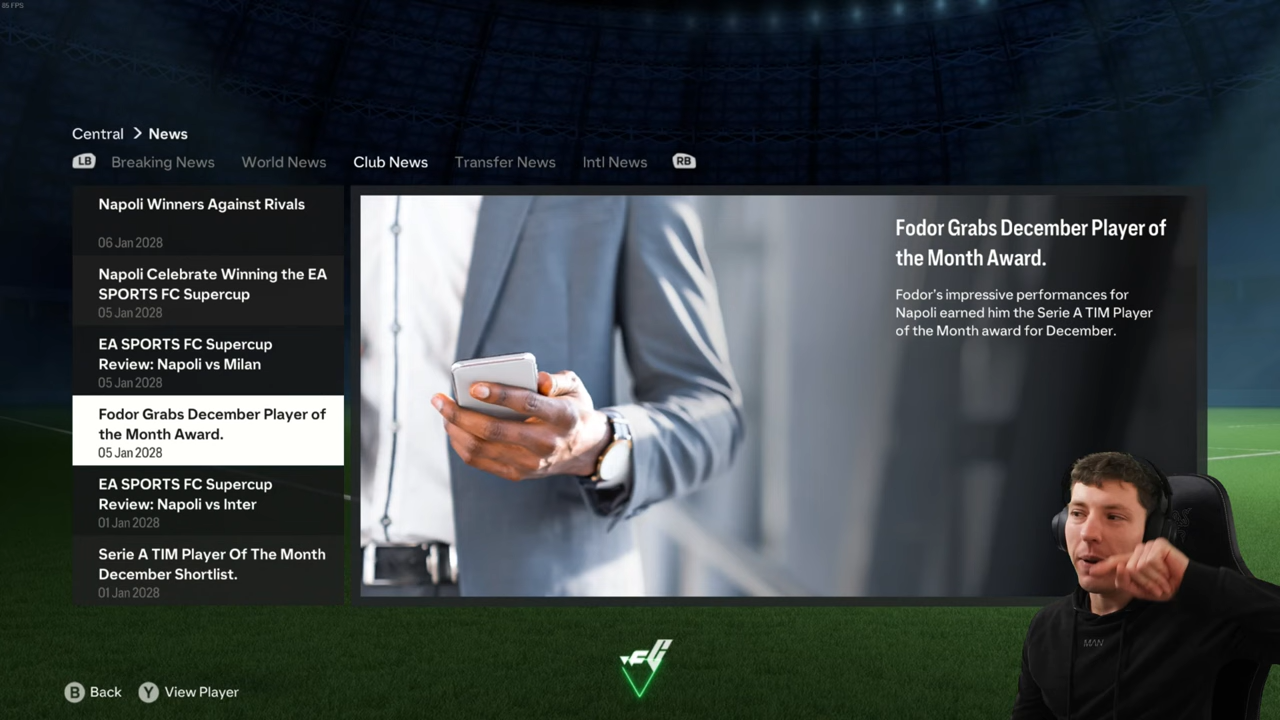 85 FPS
Central > News
LB Breaking News World News Club News Transfer News Intl News RB
Napoli Winners Against Rivals
06 Jan 2028
Napoli Celebrate Winning the EA
SPORTS FC Supercup
05 Jan 2028
EA SPORTS FC Supercup
Review: Napoli vs Milan
05 Jan 2028
Fodor Grabs December Player of
the Month Award.
05 Jan 2028
EA SPORTS FC Supercup
Review: Napoli vs Inter
01 Jan 2028
Serie A TIM Player Of The Month
December Shortlist.
01 Jan 2028
Fodor Grabs December Player of
the Month Award.
Fodor's impressive performances for
Napoli earned him the Serie A TIM Player
of the Month award for December.
MAN
B Back Y View Player